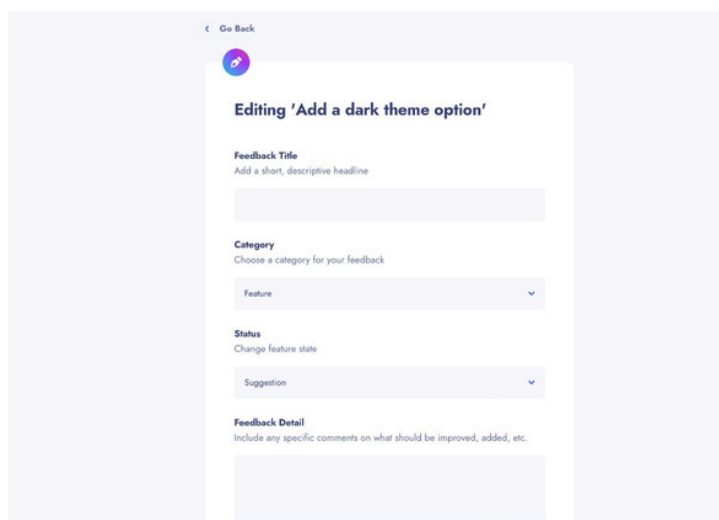 Go Back
Editing 'Add a dark theme option'
Feedback Title
Add a short, descriptive headline
Category
Choose a category for your feedback
Feature
Status
Change feature state
Suggestion
Feedback Detail
Include any specific comments on what should be improved, added, etc.